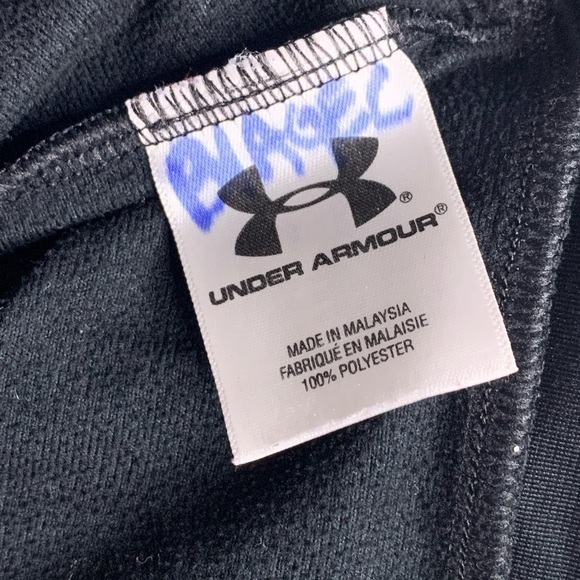 UNDER ARMOUR®
MADE IN MALAYSIA
FABRIQUÉ EN MALAISIE
100% POLYESTER